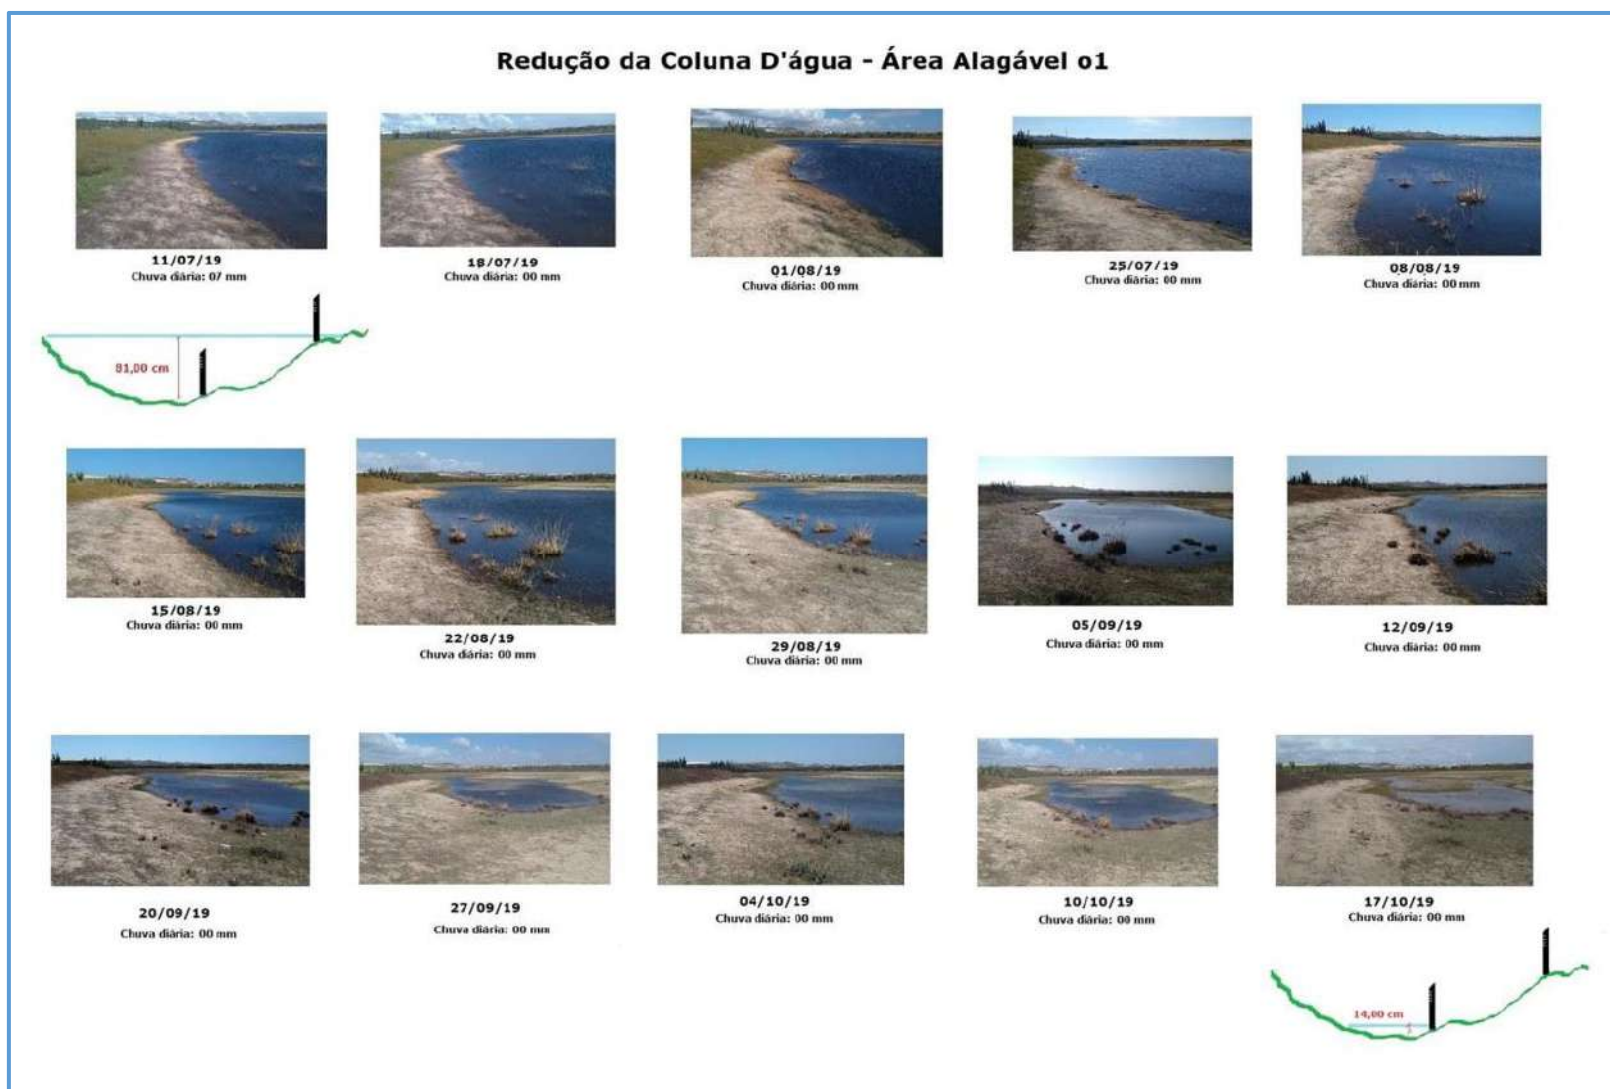 Redução da Coluna D'água - Área Alagável o1
11/07/19
Chuva diária: 07 mm
18/07/19
Chuva diária: 00 mm
01/08/19
Chuva diária: 00 mm
25/07/19
Chuva diária: 00 mm
08/08/19
Chuva diária: 00 mm
81,00 cm
15/08/19
Chuva diária: 00 mm
22/08/19
Chuva diária: 00 mm
29/08/19
Chuva diária: 00 mm
05/09/19
Chuva diária: 00 mm
12/09/19
Chuva diária: 00 mm
20/09/19
Chuva diária: 00 mm
27/09/19
Chuva diária: 00 mm
04/10/19
Chuva diária: 00 mm
10/10/19
Chuva diária: 00 mm
17/10/19
Chuva diária: 00 mm
14,00 cm